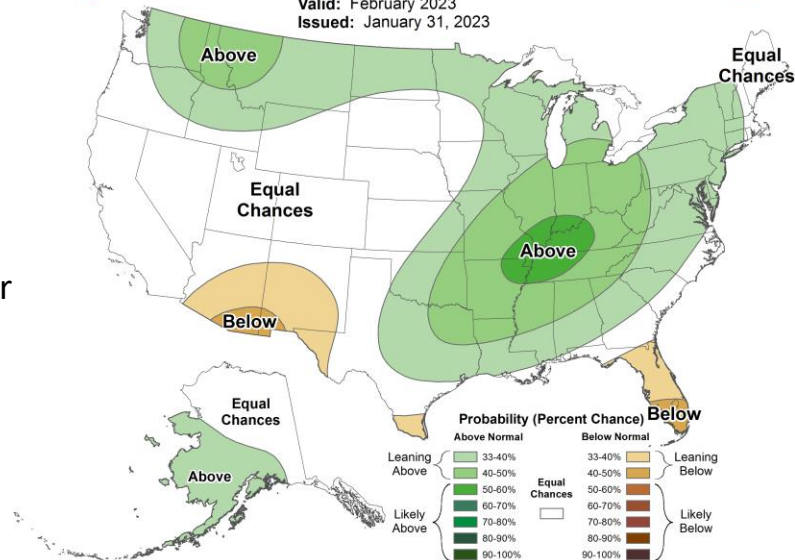 Valid: February 2023
Issued: January 31, 2023
Above
Equal
Chances
Equal
Chances
Above
r
Below
Below
Equal
Chances
Above
Probability (Percent Chance)
Above Normal
Below Normal
Leaning
Above
33-40%
40-50%
Likely
Above
50-60%
60-70%
70-80%
80-90%
90-100%
Equal
Chances
33-40%
40-50%
Leaning
Below
50-60%
60-70%
70-80%
80-90%
90-100%
Likely
Below